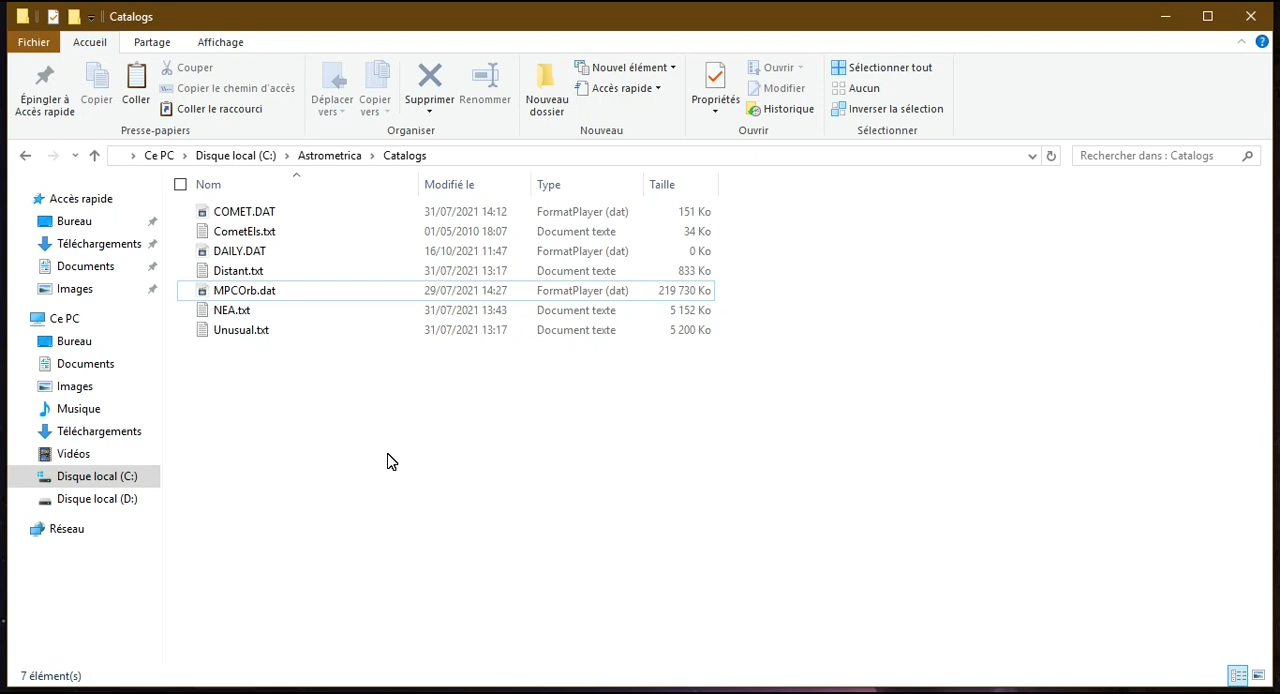 Catalogs
Fichier Accueil Partage Affichage
Épingler à Accès rapide
Copier
Coller
Couper
Copier le chemin d'accès
Coller le raccourci
Presse-papiers
Déplacer vers
Copier vers
Supprimer
Renommer
Organiser
Nouveau dossier
Nouvel élément
Accès rapide
Nouveau
Propriétés
Ouvrir
Modifier
Historique
Ouvrir
Sélectionner tout
Aucun
Inverser la sélection
Sélectionner
Ce PC > Disque local (C:) > Astrometrica > Catalogs
Rechercher dans : Catalogs
Accès rapide
Bureau
Téléchargements
Documents
Images
Ce PC
Bureau
Documents
Images
Musique
Téléchargements
Vidéos
Disque local (C:)
Disque local (D:)
Réseau
Nom Modifié le Type Taille
COMET.DAT 31/07/2021 14:12 FormatPlayer (dat) 151 Ko
CometEls.txt 01/05/2010 18:07 Document texte 34 Ko
DAILY.DAT 16/10/2021 11:47 FormatPlayer (dat) 0 Ko
Distant.txt 31/07/2021 13:17 Document texte 833 Ko
MPCOrb.dat 29/07/2021 14:27 FormatPlayer (dat) 219 730 Ko
NEA.txt 31/07/2021 13:43 Document texte 5 152 Ko
Unusual.txt 31/07/2021 13:17 Document texte 5 200 Ko
7 élément(s)